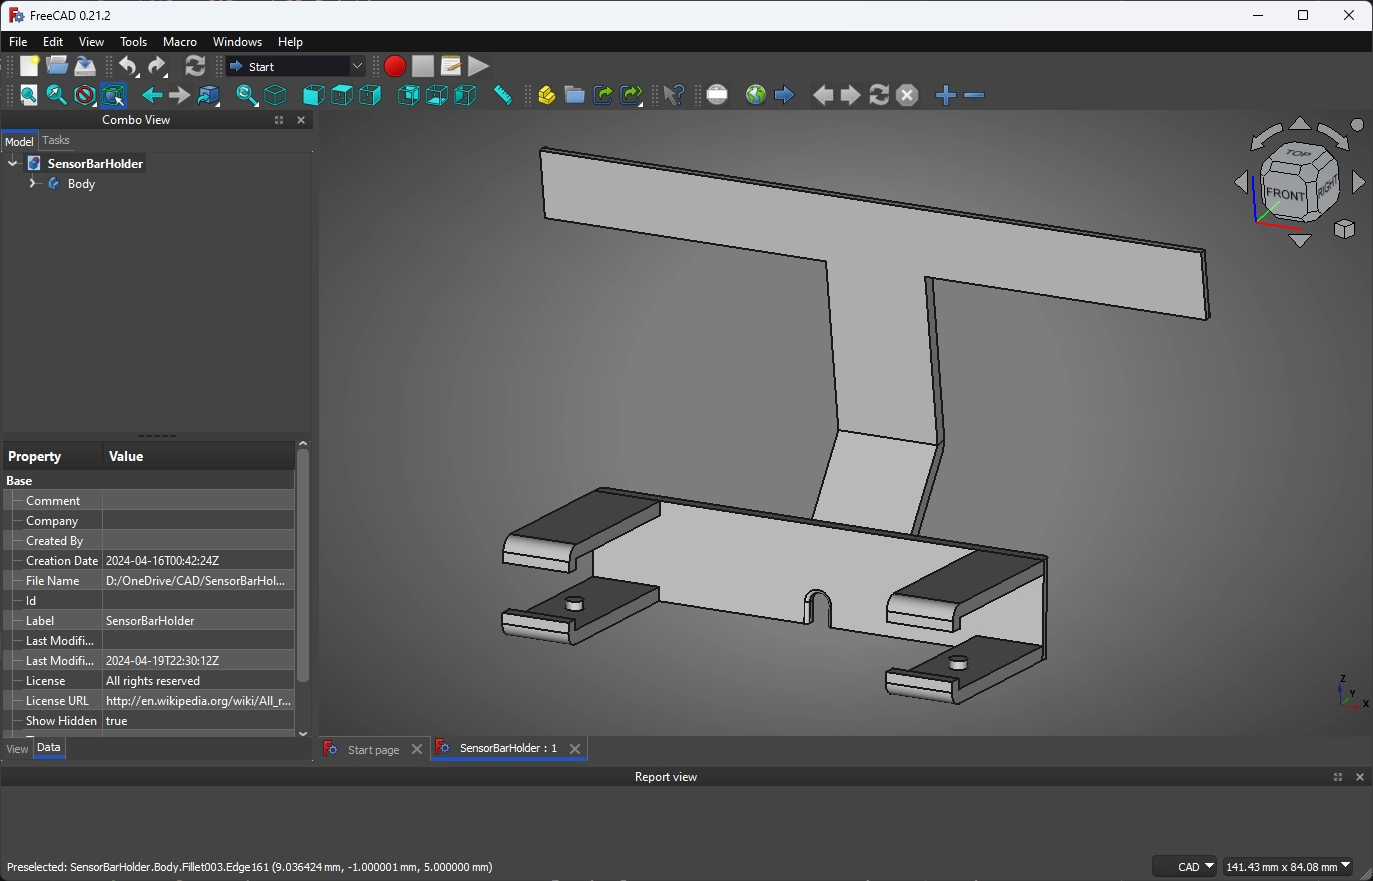 FreeCAD 0.21.2
File Edit View Tools Macro Windows Help
Start
Combo View
Model Tasks
SensorBarHolder
Body
TOP
FRONT
RIGHT
Property Value
Base
Comment
Company
Created By
Creation Date 2024-04-16T00:42:24Z
File Name D:/OneDrive/CAD/SensorBarHol...
Id
Label SensorBarHolder
Last Modifi...
Last Modifi... 2024-04-19T22:30:12Z
License All rights reserved
License URL http://en.wikipedia.org/wiki/All_r...
Show Hidden true
Z
Y
X
View Data
Start page
SensorBarHolder : 1
Report view
Preselected: SensorBarHolder.Body.Fillet003.Edge161 (9.036424 mm, -1.000001 mm, 5.000000 mm)
CAD
141.43 mm x 84.08 mm